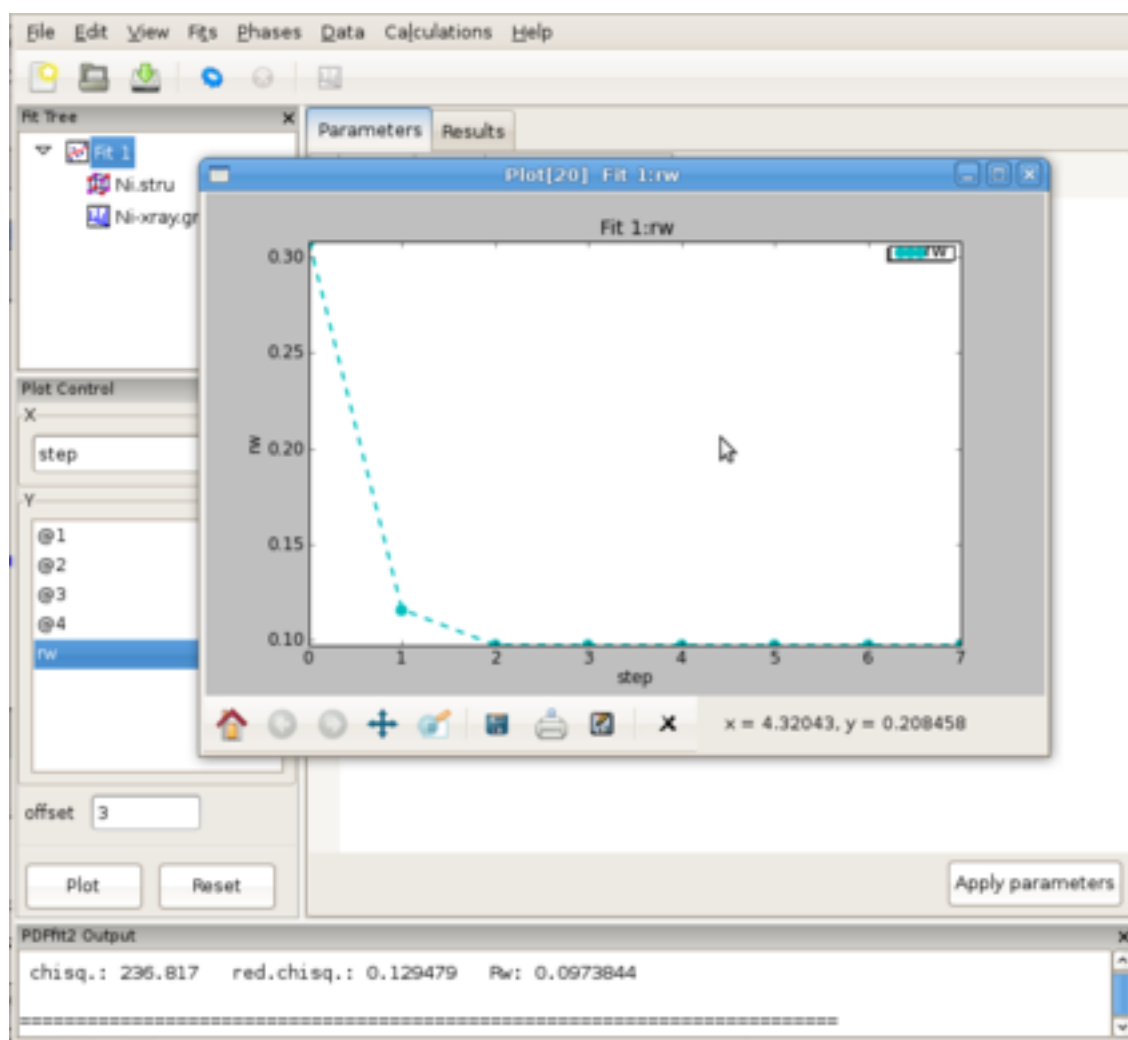 File Edit View Fits Phases Data Calculations Help
Fit Tree
Parameters Results
Fit 1
Ni.stru
Ni-xray.gr
Plot[20] Fit 1:rw
Fit 1:rw
rw
0.30
0.25
0.20
0.15
0.10
rw
0 1 2 3 4 5 6 7
step
x = 4.32043, y = 0.208458
Plot Control
X
step
Y
@1
@2
@3
@4
rw
offset 3
Plot Reset
Apply parameters
PDFfit2 Output
chisq.: 236.817 red.chisq.: 0.129479 Rw: 0.0973844
==========================================================================